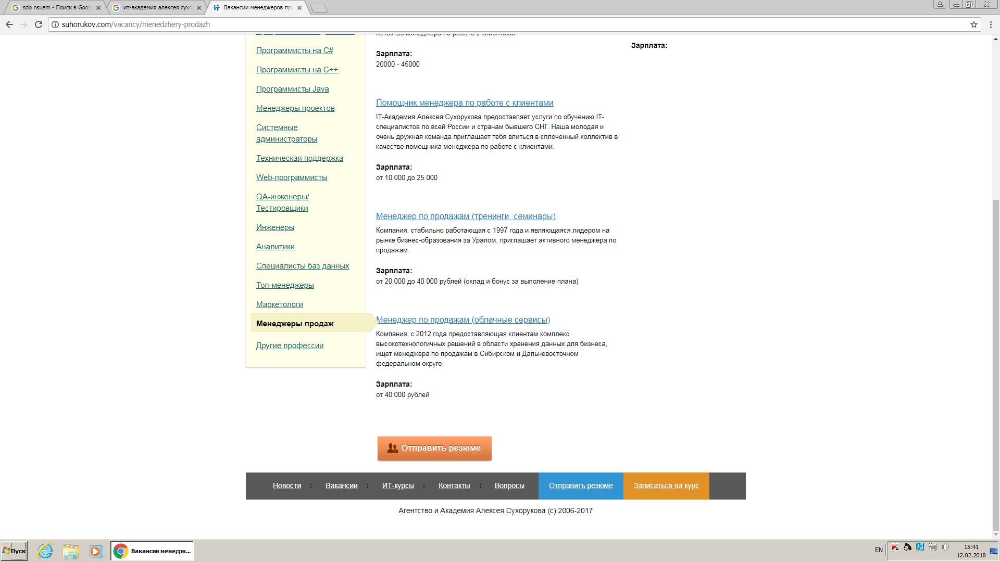 sdo nsuem - Поиск в Goog
ит-академия алексея сухо
Вакансии менеджеров пр
suhorukov.com/vacancy/menedzhery-prodazh
Программисты на C#
Программисты на C++
Программисты Java
Менеджеры проектов
Системные
администраторы
Техническая поддержка
Web-программисты
QA-инженеры/
Тестировщики
Инженеры
Аналитики
Специалисты баз данных
Топ-менеджеры
Маркетологи
Менеджеры продаж
Другие профессии
качестве менеджера по работе с клиентами.
Зарплата:
20000 - 45000
Помощник менеджера по работе с клиентами
IT-Академия Алексея Сухорукова предоставляет услуги по обучению IT-
специалистов по всей России и странам бывшего СНГ. Наша молодая и
очень дружная команда приглашает тебя влиться в сплоченный коллектив в
качестве помощника менеджера по работе с клиентами.
Зарплата:
от 10 000 до 25 000
Менеджер по продажам (тренинги, семинары)
Компания, стабильно работающая с 1997 года и являющаяся лидером на
рынке бизнес-образования за Уралом, приглашает активного менеджера по
продажам.
Зарплата:
от 20 000 до 40 000 рублей (оклад и бонус за выполение плана)
Менеджер по продажам (облачные сервисы)
Компания, с 2012 года предоставляющая клиентам комплекс
высокотехнологичных решений в области хранения данных для бизнеса,
ищет менеджера по продажам в Сибирском и Дальневосточном
федеральном округе.
Зарплата:
от 40 000 рублей
Зарплата:
Отправить резюме
Новости : Вакансии : ИТ-курсы : Контакты : Вопросы Отправить резюме Записаться на курс
Агентство и Академия Алексея Сухорукова (с) 2006-2017
Пуск
Вакансии менедж...
EN
15:41
12.02.2018